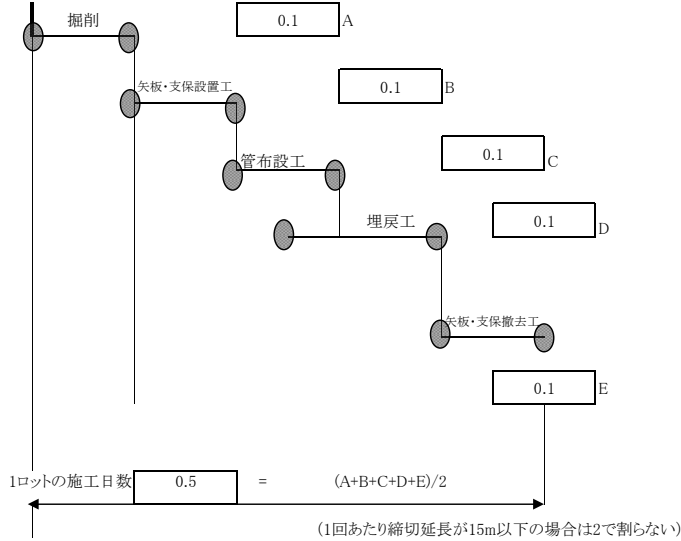 掘削
0.1 A
矢板・支保設置工
0.1 B
管布設工
0.1 C
埋戻工
0.1 D
矢板・支保撤去工
0.1 E
1ロットの施工日数 0.5 = (A+B+C+D+E)/2
(1回あたり締切延長が15m以下の場合は2で割らない)